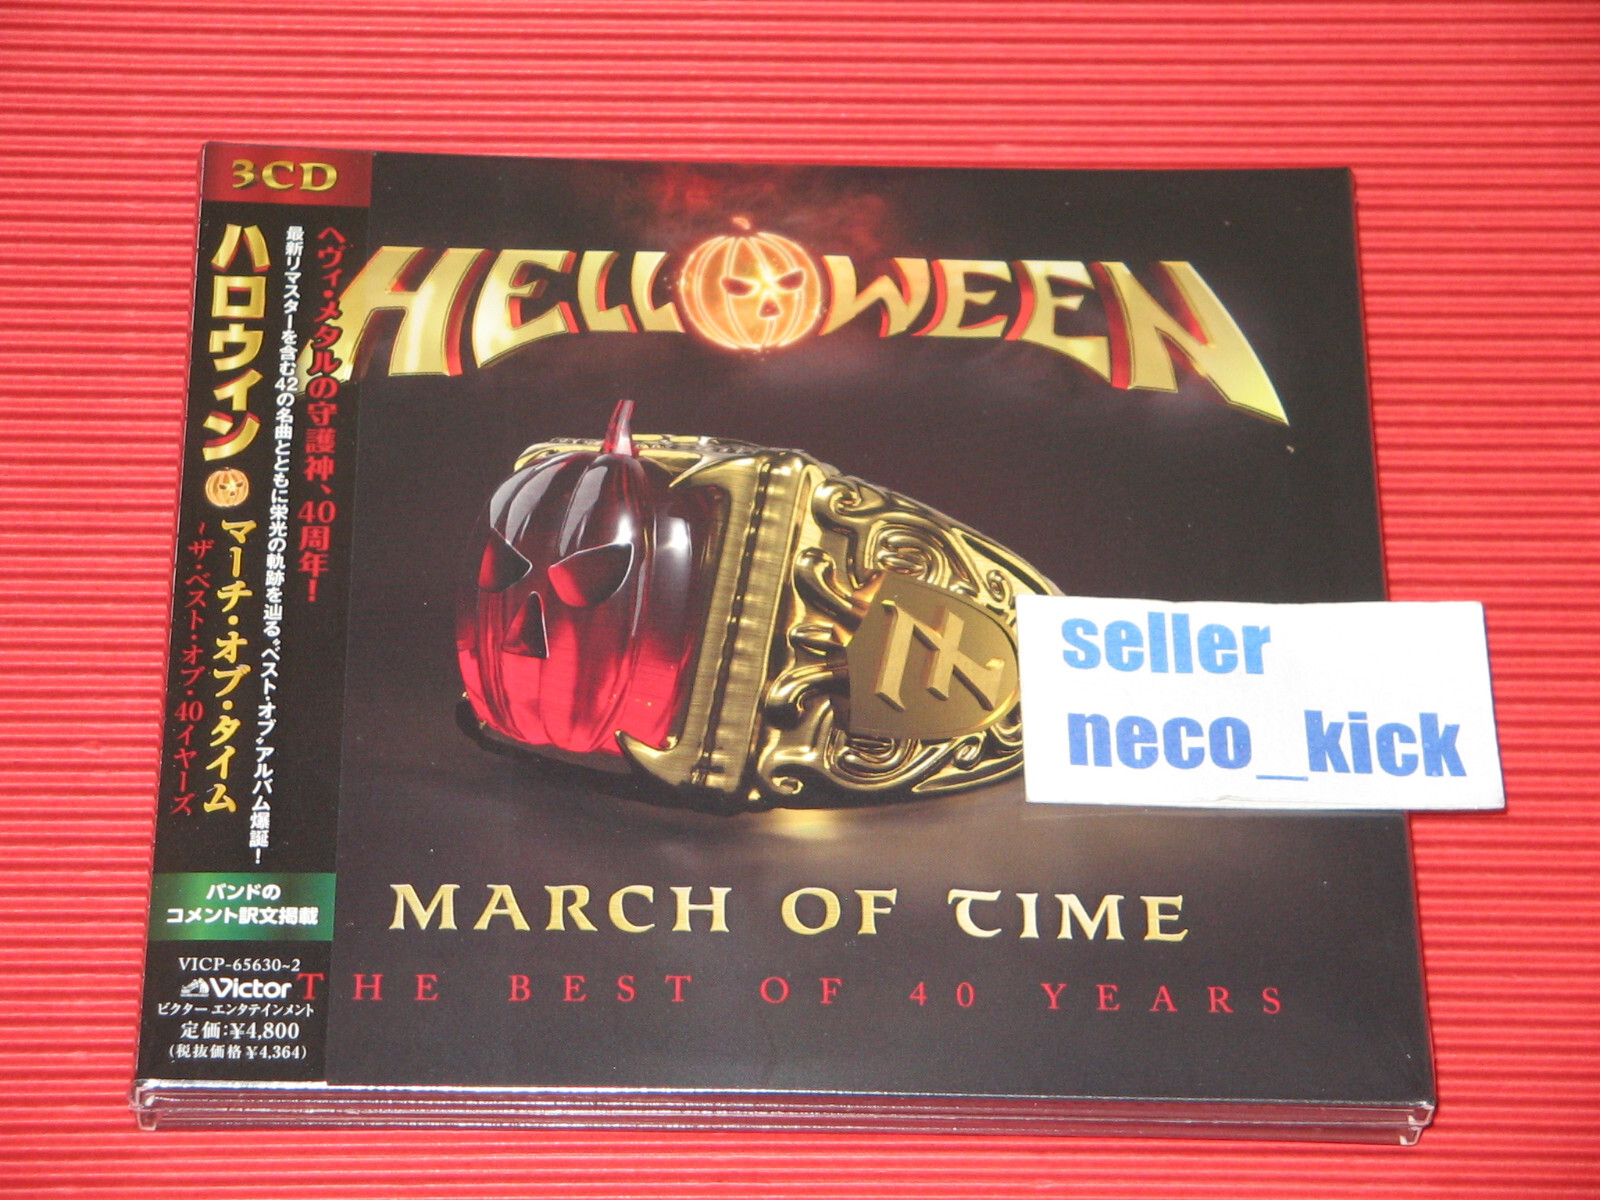 3CD
ヘヴィ・メタルの守護神、40周年！
最新リマスターを含む42の名曲とともに栄光の軌跡を辿る“ベスト・オブ”アルバム爆誕！
ハロウィン
マーチ・オブ・タイム
~ザ・ベスト・オブ・40イヤーズ
バンドの
コメント訳文掲載
VICP-65630~2
Victor
ビクター エンタテインメント
定価:¥4,800
(税抜価格 ¥4,364)
HELLOWEEN
MARCH OF TIME
THE BEST OF 40 YEARS
seller
neco_kick